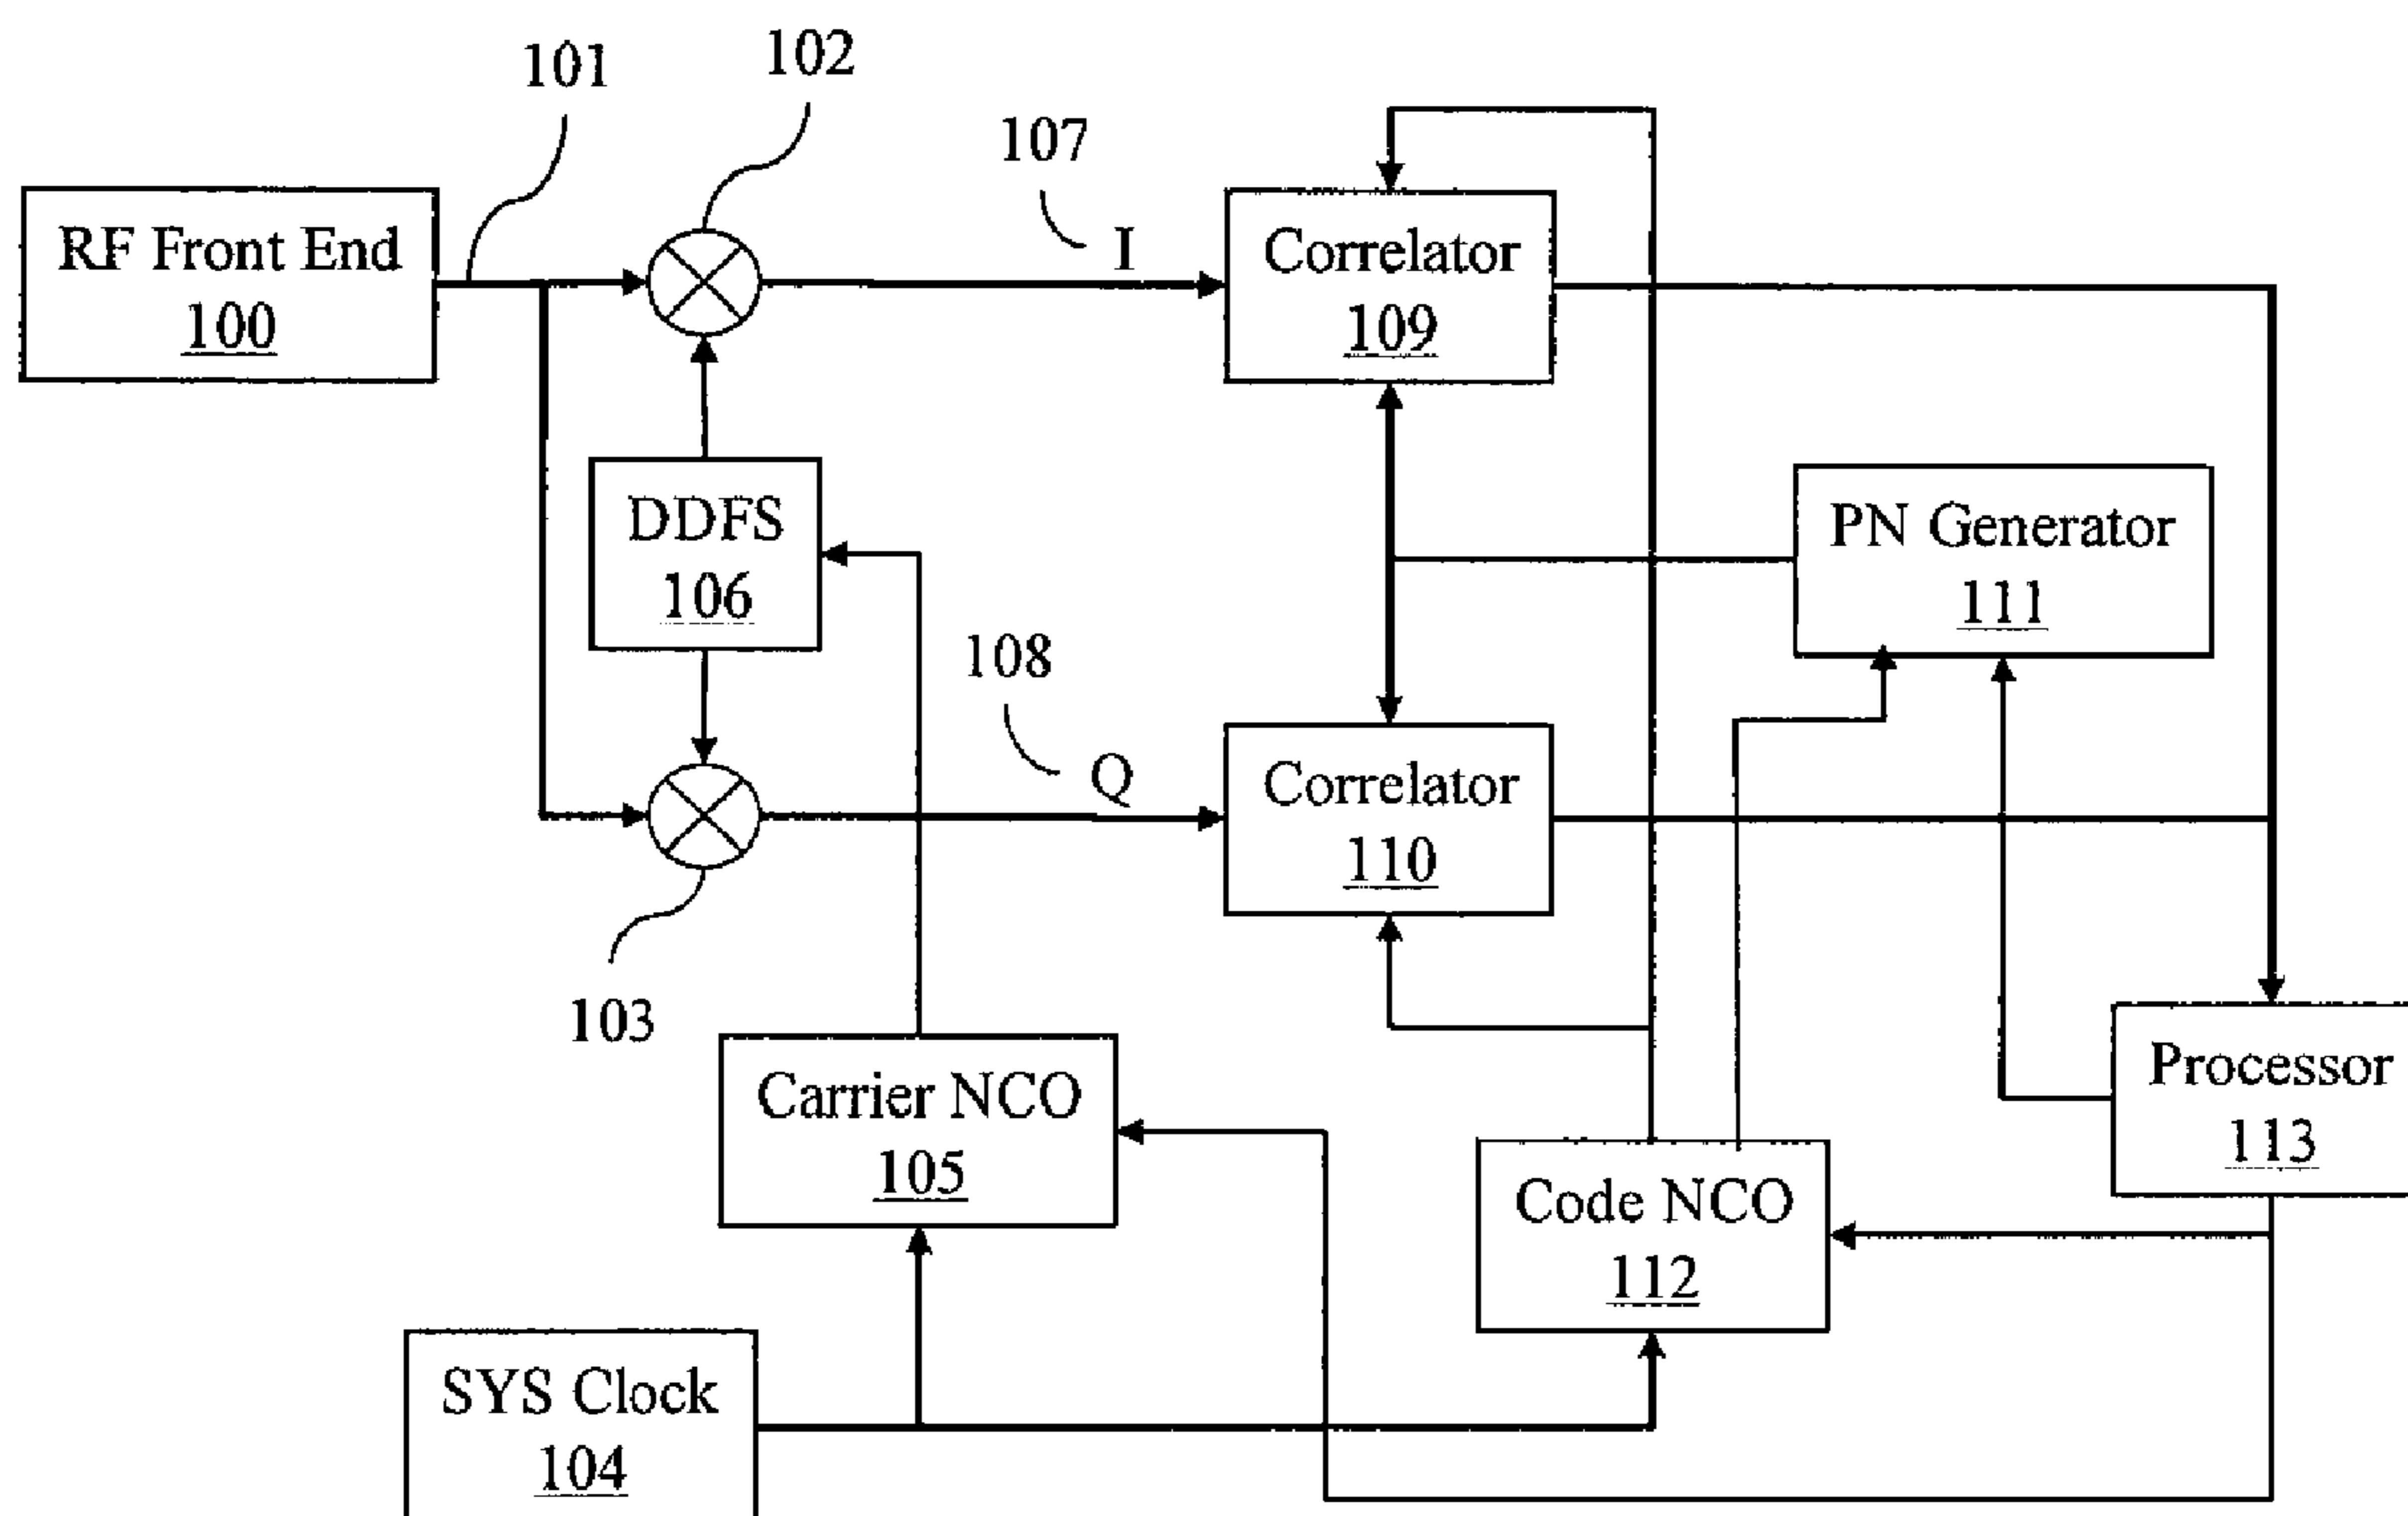 101
102
107
I
RF Front End
100
Correlator
109
DDFS
106
PN Generator
111
108
Q
Correlator
110
103
Carrier NCO
105
Code NCO
112
Processor
113
SYS Clock
104